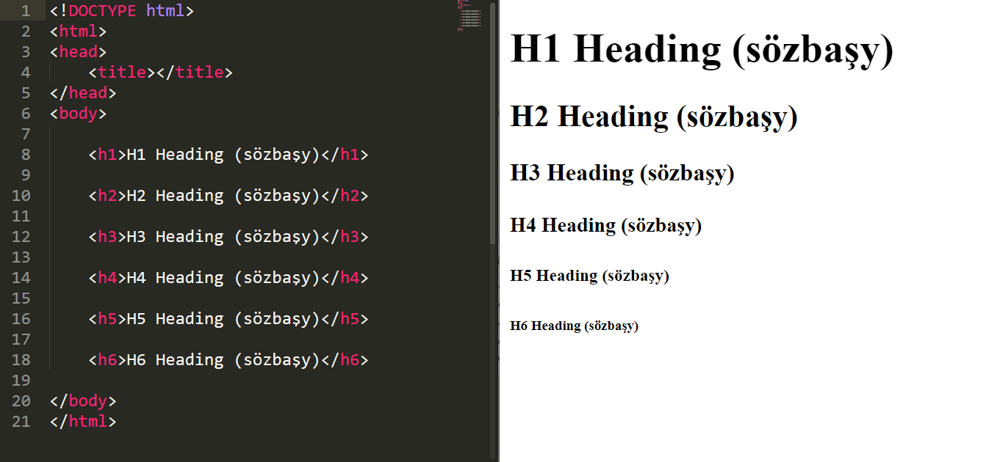 1 <!DOCTYPE html>
2 <html>
3 <head>
4 <title></title>
5 </head>
6 <body>
7
8 <h1>H1 Heading (sözbaşy)</h1>
9
10 <h2>H2 Heading (sözbaşy)</h2>
11
12 <h3>H3 Heading (sözbaşy)</h3>
13
14 <h4>H4 Heading (sözbaşy)</h4>
15
16 <h5>H5 Heading (sözbaşy)</h5>
17
18 <h6>H6 Heading (sözbaşy)</h6>
19
20 </body>
21 </html>
H1 Heading (sözbaşy)
H2 Heading (sözbaşy)
H3 Heading (sözbaşy)
H4 Heading (sözbaşy)
H5 Heading (sözbaşy)
H6 Heading (sözbaşy)